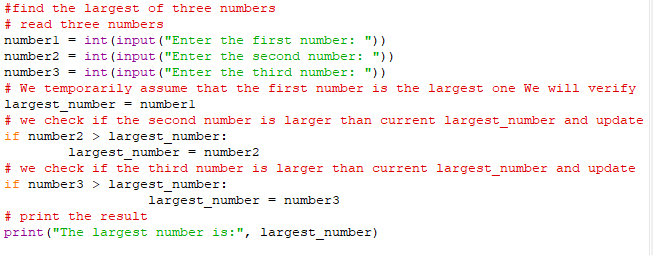 #find the largest of three numbers
# read three numbers
number1 = int(input("Enter the first number: "))
number2 = int(input("Enter the second number: "))
number3 = int(input("Enter the third number: "))
# We temporarily assume that the first number is the largest one We will verify
largest_number = number1
# we check if the second number is larger than current largest_number and update
if number2 > largest_number:
        largest_number = number2
# we check if the third number is larger than current largest_number and update
if number3 > largest_number:
                  largest_number = number3
# print the result
print("The largest number is:", largest_number)